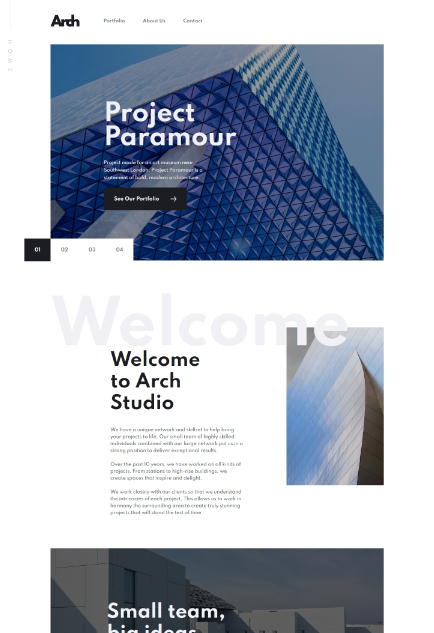 Arch
Portfolio About Us Contact
HOME
Project
Paramour
Project made for an art museum near
Southwest London. Project Paramour is a
statement of bold, modern architecture.
See Our Portfolio →
01 02 03 04
Welcome
Welcome
to Arch
Studio
We have a unique network and skillset to help bring
your projects to life. Our small team of highly skilled
individuals combined with our large network put us in a
strong position to deliver exceptional results.
Over the past 10 years, we have worked on all kinds of
projects. From stations to high-rise buildings, we
create spaces that inspire and delight.
We work closely with our clients so that we understand
the intricacies of each project. This allows us to work in
harmony the surrounding area to create truly stunning
projects that will stand the test of time.
Small team,
big ideas